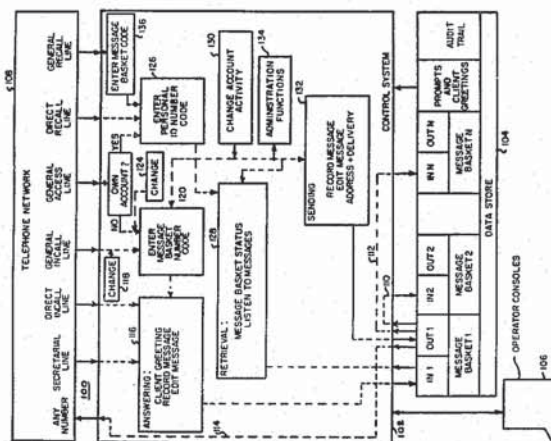 108
TELEPHONE NETWORK
ANY NUMBER
SECRETARIAL LINE
DIRECT INCALL LINE
GENERAL INCALL LINE
GENERAL ACCESS LINE
DIRECT RECALL LINE
GENERAL RECALL LINE
100
CHANGE
118
OWN ACCOUNT?
NO
YES
124
CHANGE
ENTER MESSAGE BASKET CODE
136
116
ANSWERING:
CLIENT GREETING
RECORD MESSAGE
EDIT MESSAGE
120
ENTER
MESSAGE
BASKET
NUMBER
CODE
126
ENTER
PERSONAL
ID NUMBER
CODE
128
RETRIEVAL:
MESSAGE BASKET STATUS
LISTEN TO MESSAGES
CHANGE ACCOUNT
ACTIVITY
130
ADMINISTRATION
FUNCTIONS
134
SENDING
RECORD MESSAGE
EDIT MESSAGE
ADDRESS + DELIVERY
132
CONTROL SYSTEM
114
110
112
IN 1
OUT 1
MESSAGE
BASKET 1
IN 2
OUT 2
MESSAGE
BASKET 2
IN N
OUT N
MESSAGE
BASKET N
PROMPTS
AND
CLIENT
GREETINGS
AUDIT
TRAIL
DATA STORE
104
OPERATOR CONSOLES
106